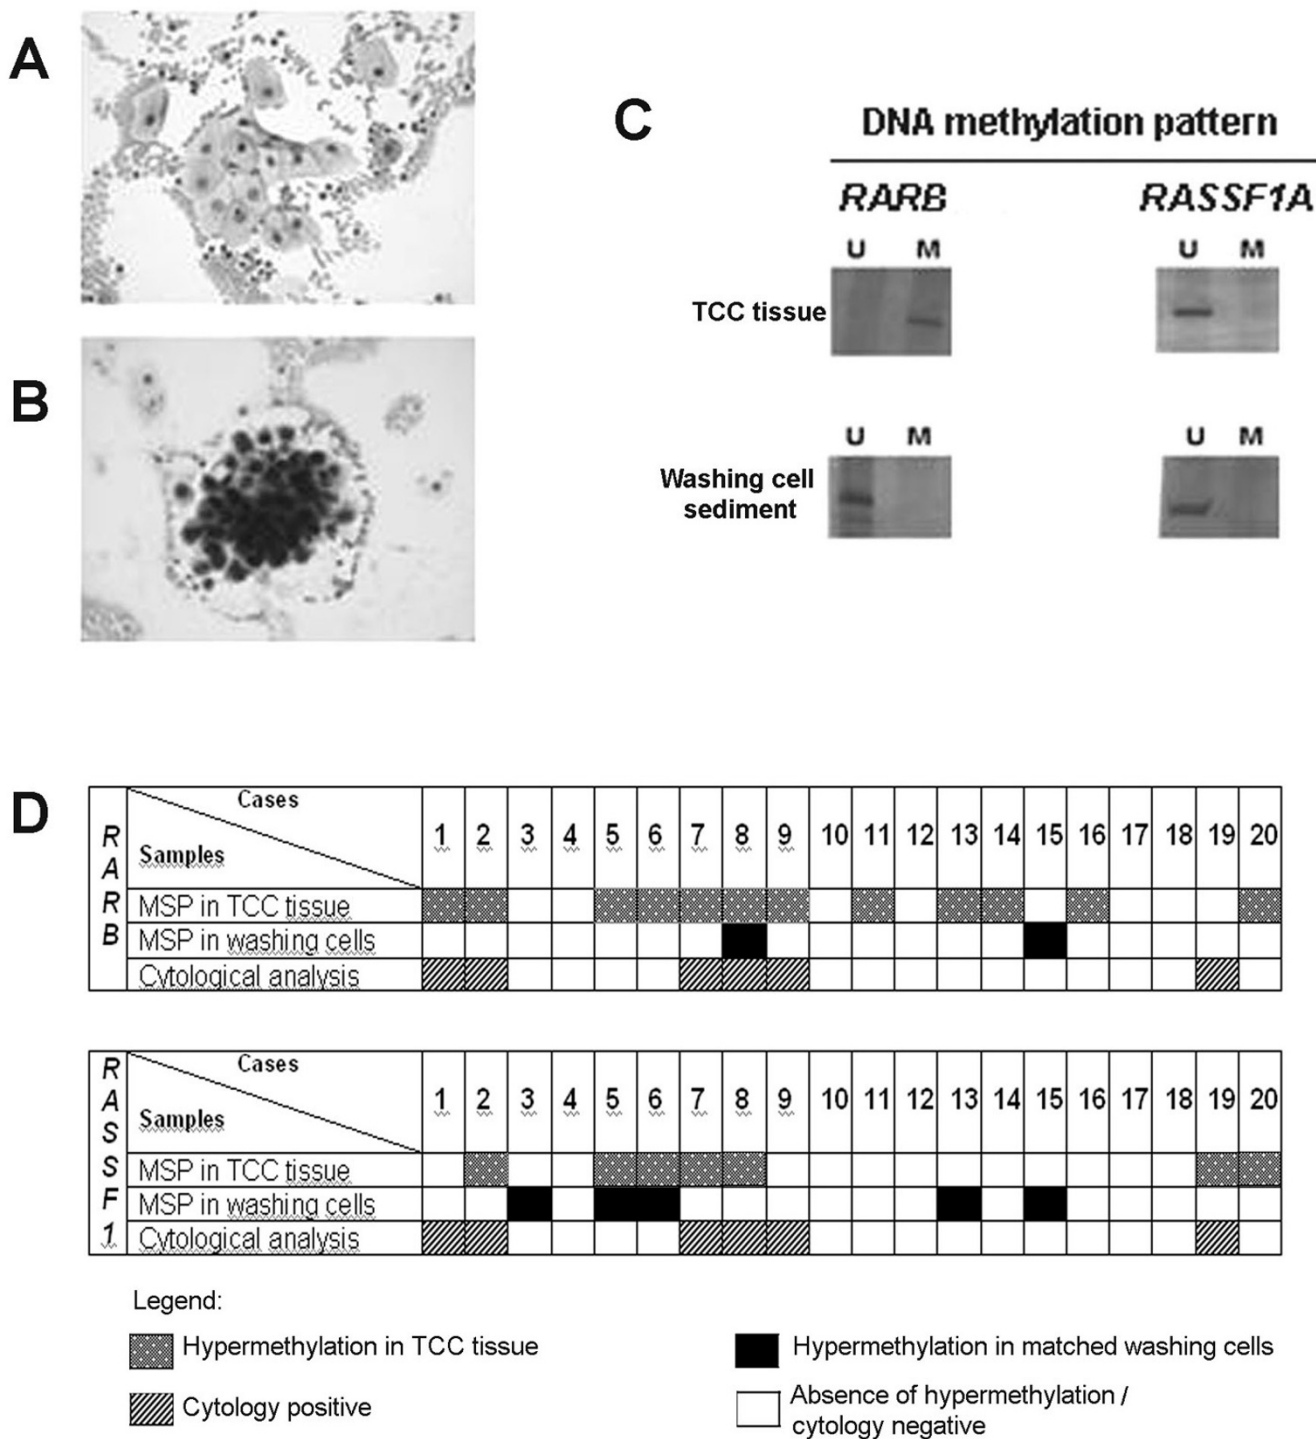 A
B
C
DNA methylation pattern
RARB
RASSF1A
U M
U M
TCC tissue
U M
U M
Washing cell
sediment
D
RARB
Cases
Samples
1 2 3 4 5 6 7 8 9 10 11 12 13 14 15 16 17 18 19 20
MSP in TCC tissue
MSP in washing cells
Cytological analysis
RASSF1
Cases
Samples
1 2 3 4 5 6 7 8 9 10 11 12 13 14 15 16 17 18 19 20
MSP in TCC tissue
MSP in washing cells
Cytological analysis
Legend:
Hypermethylation in TCC tissue
Hypermethylation in matched washing cells
Cytology positive
Absence of hypermethylation /
cytology negative